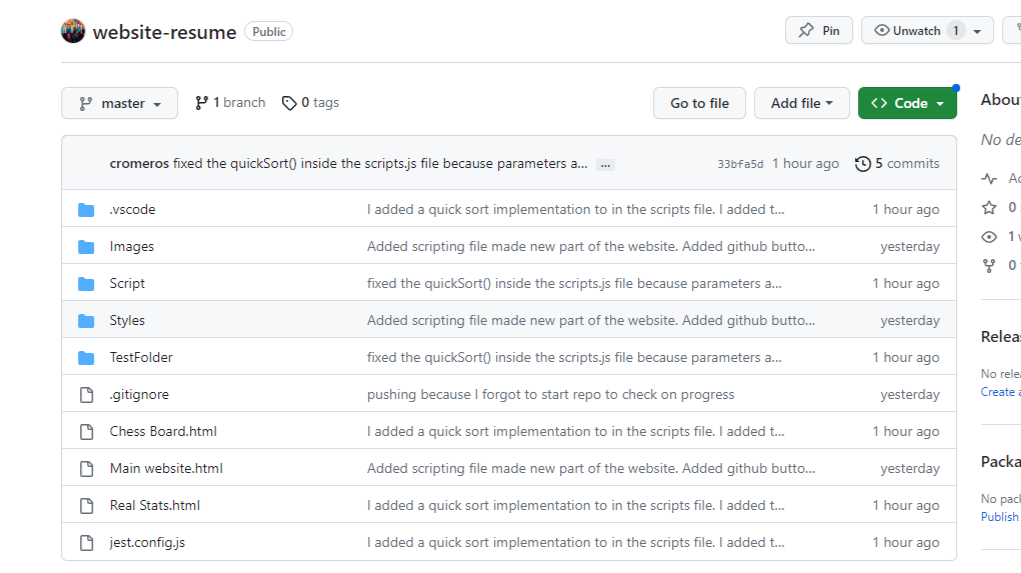 website-resume Public Pin Unwatch 1
master 1 branch 0 tags Go to file Add file Code
cromeros fixed the quickSort() inside the scripts.js file because parameters a... ... 33bfa5d 1 hour ago 5 commits
.vscode I added a quick sort implementation to in the scripts file. I added t... 1 hour ago
Images Added scripting file made new part of the website. Added github butto... yesterday
Script fixed the quickSort() inside the scripts.js file because parameters a... 1 hour ago
Styles Added scripting file made new part of the website. Added github butto... yesterday
TestFolder fixed the quickSort() inside the scripts.js file because parameters a... 1 hour ago
.gitignore pushing because I forgot to start repo to check on progress yesterday
Chess Board.html I added a quick sort implementation to in the scripts file. I added t... 1 hour ago
Main website.html Added scripting file made new part of the website. Added github butto... yesterday
Real Stats.html I added a quick sort implementation to in the scripts file. I added t... 1 hour ago
jest.config.js I added a quick sort implementation to in the scripts file. I added t... 1 hour ago
Abou
No de
Ac
0
1 w
0
Relea
No rele
Create a
Packa
No pack
Publish